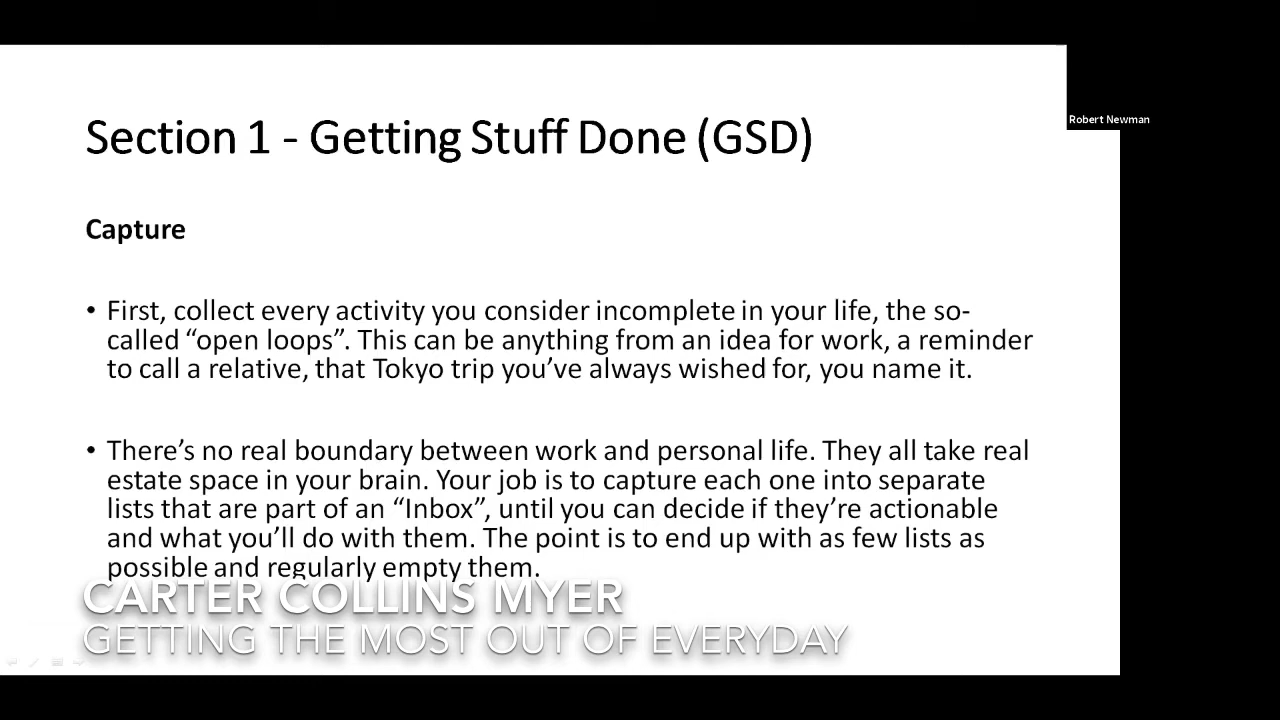 Robert Newman
Section 1 - Getting Stuff Done (GSD)
Capture
• First, collect every activity you consider incomplete in your life, the so-
called “open loops”. This can be anything from an idea for work, a reminder
to call a relative, that Tokyo trip you’ve always wished for, you name it.
• There’s no real boundary between work and personal life. They all take real
estate space in your brain. Your job is to capture each one into separate
lists that are part of an “Inbox”, until you can decide if they’re actionable
and what you’ll do with them. The point is to end up with as few lists as
possible and regularly empty them.
CARTER COLLINS MYER
GETTING THE MOST OUT OF EVERYDAY